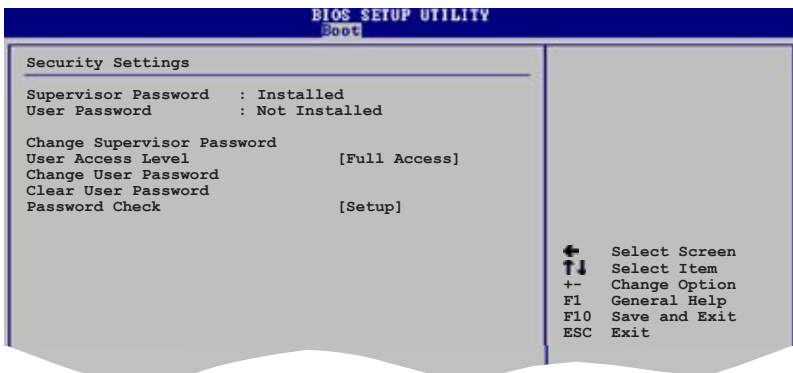 BIOS SETUP UTILITY
Boot
Security Settings
Supervisor Password : Installed
User Password : Not Installed
Change Supervisor Password
User Access Level [Full Access]
Change User Password
Clear User Password
Password Check [Setup]
← Select Screen
↑↓ Select Item
+- Change Option
F1 General Help
F10 Save and Exit
ESC Exit